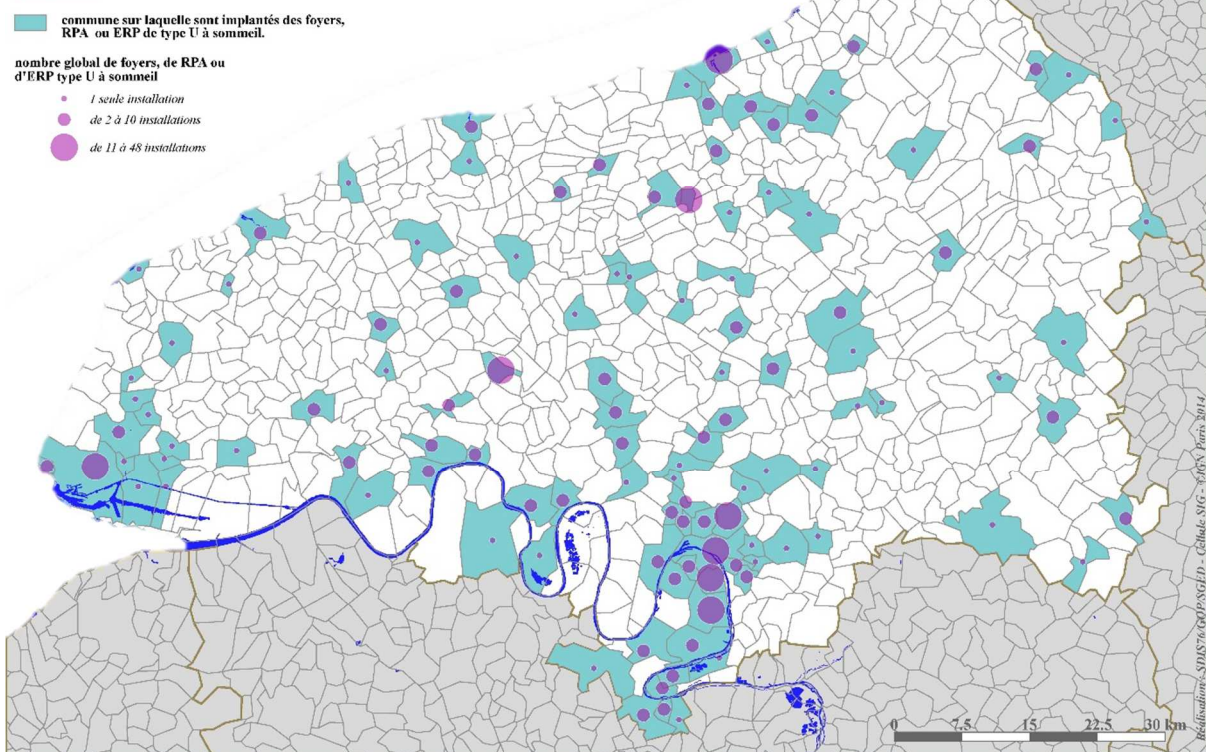 commune sur laquelle sont implantés des foyers,
RPA ou ERP de type U à sommeil.
nombre global de foyers, de RPA ou
d'ERP type U à sommeil
1 seule installation
de 2 à 10 installations
de 11 à 48 installations
0 7.5 15 22.5 30 km
Réalisation : SDIS76/GOP/SGED - Cellule SIG - ©IGN Paris 2014